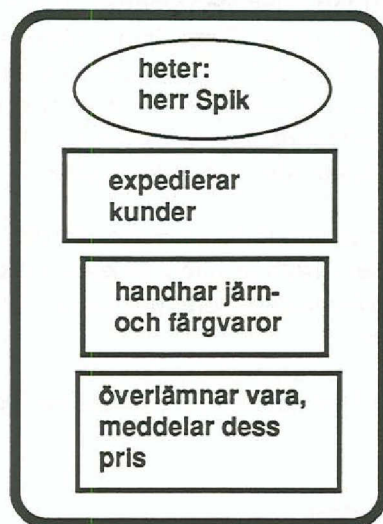 heter:
herr Spik
expedierar
kunder
handhar järn-
och färgvaror
överlämnar vara,
meddelar dess
pris